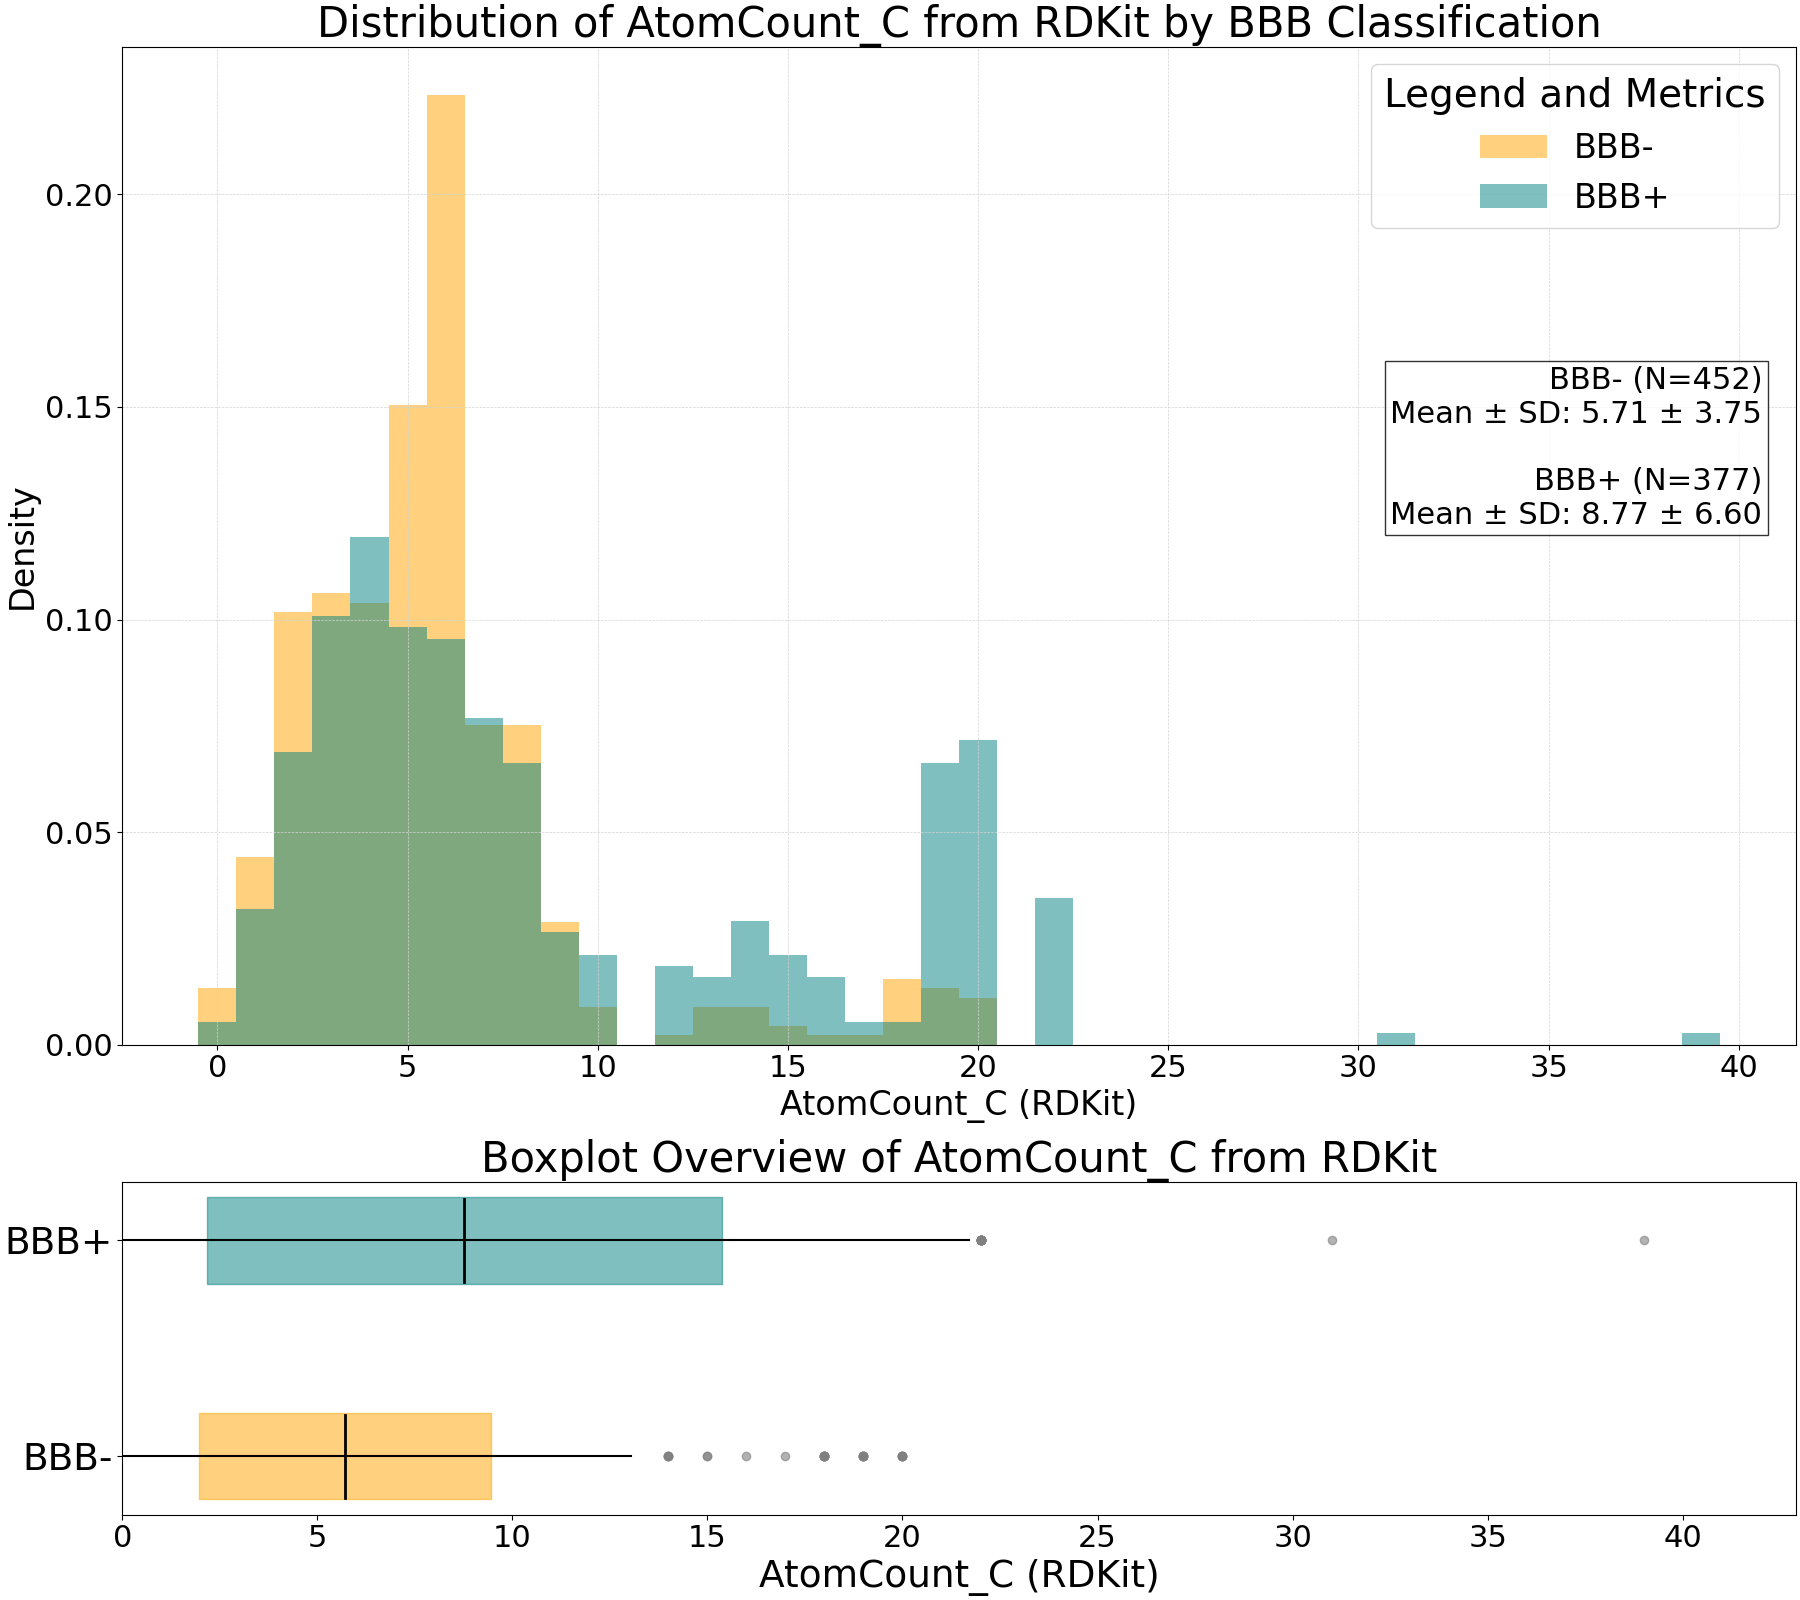 Distribution of AtomCount_C from RDKit by BBB Classification
Legend and Metrics
BBB-
BBB+
BBB- (N=452)
Mean ± SD: 5.71 ± 3.75
BBB+ (N=377)
Mean ± SD: 8.77 ± 6.60
Density
0.20
0.15
0.10
0.05
0.00
0 5 10 15 20 25 30 35 40
AtomCount_C (RDKit)
Boxplot Overview of AtomCount_C from RDKit
BBB+
BBB-
0 5 10 15 20 25 30 35 40
AtomCount_C (RDKit)